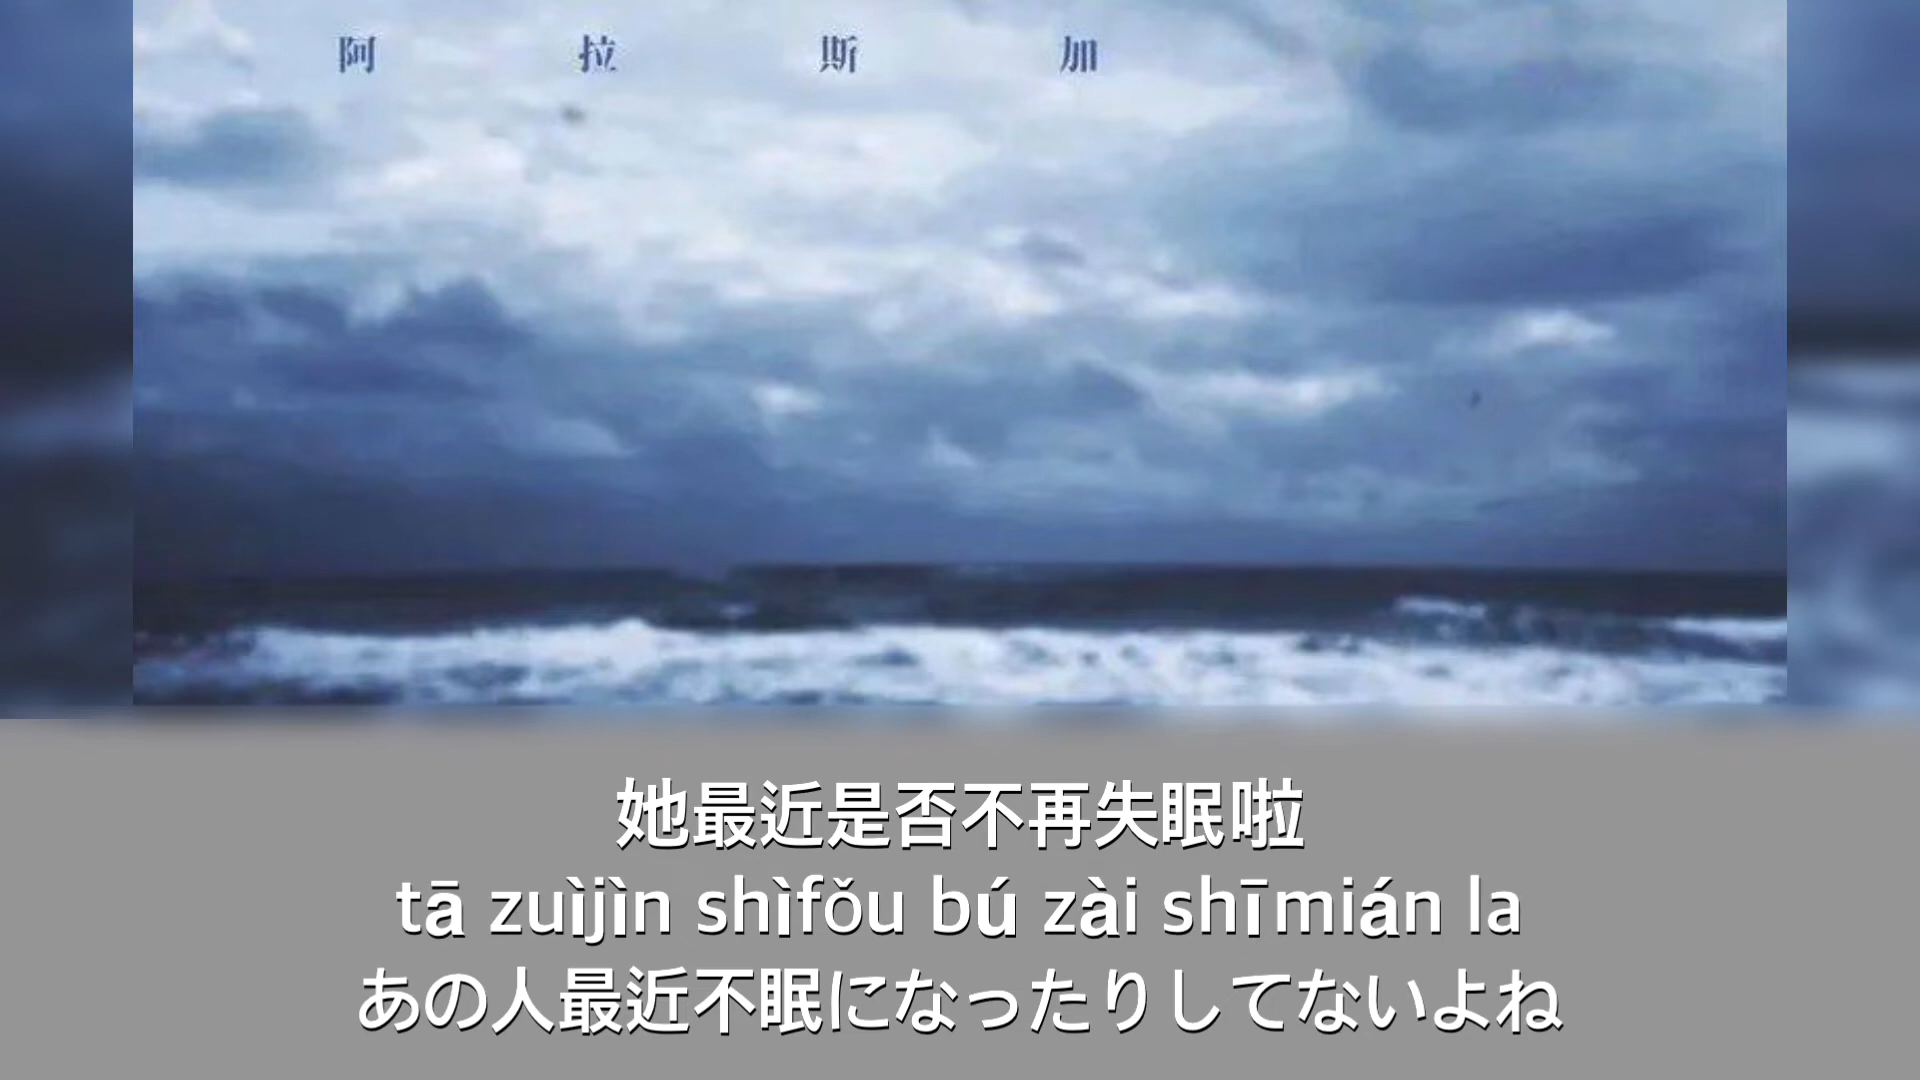 阿拉斯加
她最近是否不再失眠啦
tā zuìjìn shìfǒu bú zài shīmián la
あの人最近不眠になったりしてないよね